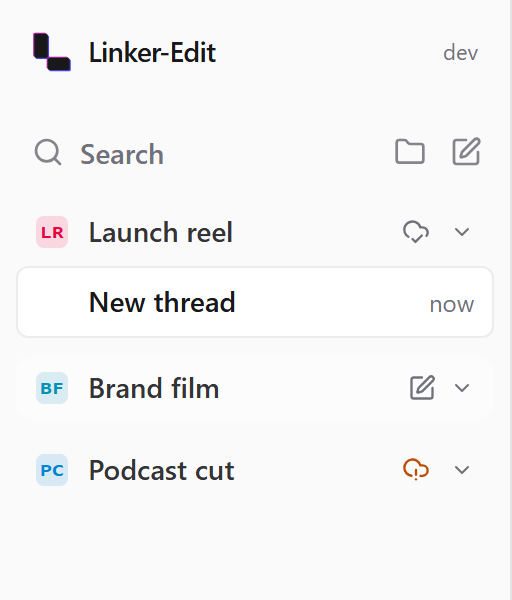 Linker-Edit dev
Search
LR Launch reel
New thread now
BF Brand film
PC Podcast cut